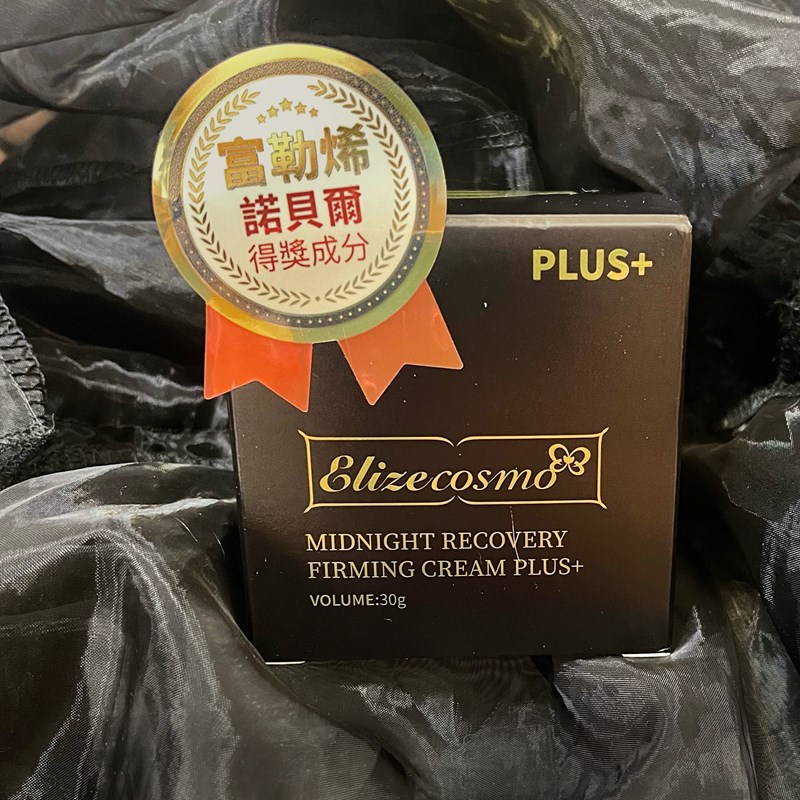 富勒烯
諾貝爾
得獎成分
PLUS+
Elizecosmo
MIDNIGHT RECOVERY
FIRMING CREAM PLUS+
VOLUME:30g